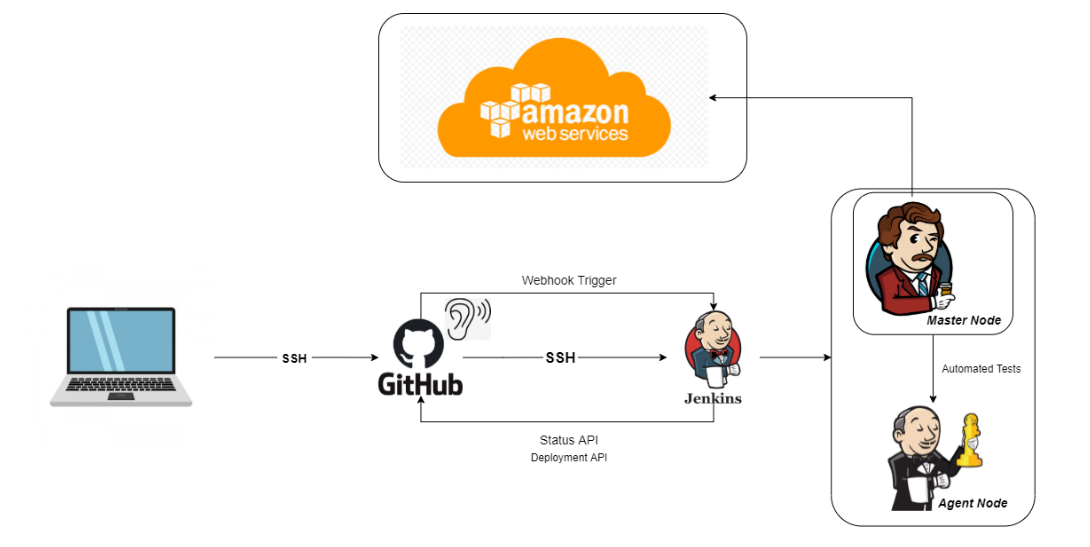 amazon
web services
Webhook Trigger
SSH
GitHub
SSH
Jenkins
Status API
Deployment API
Master Node
Automated Tests
Agent Node